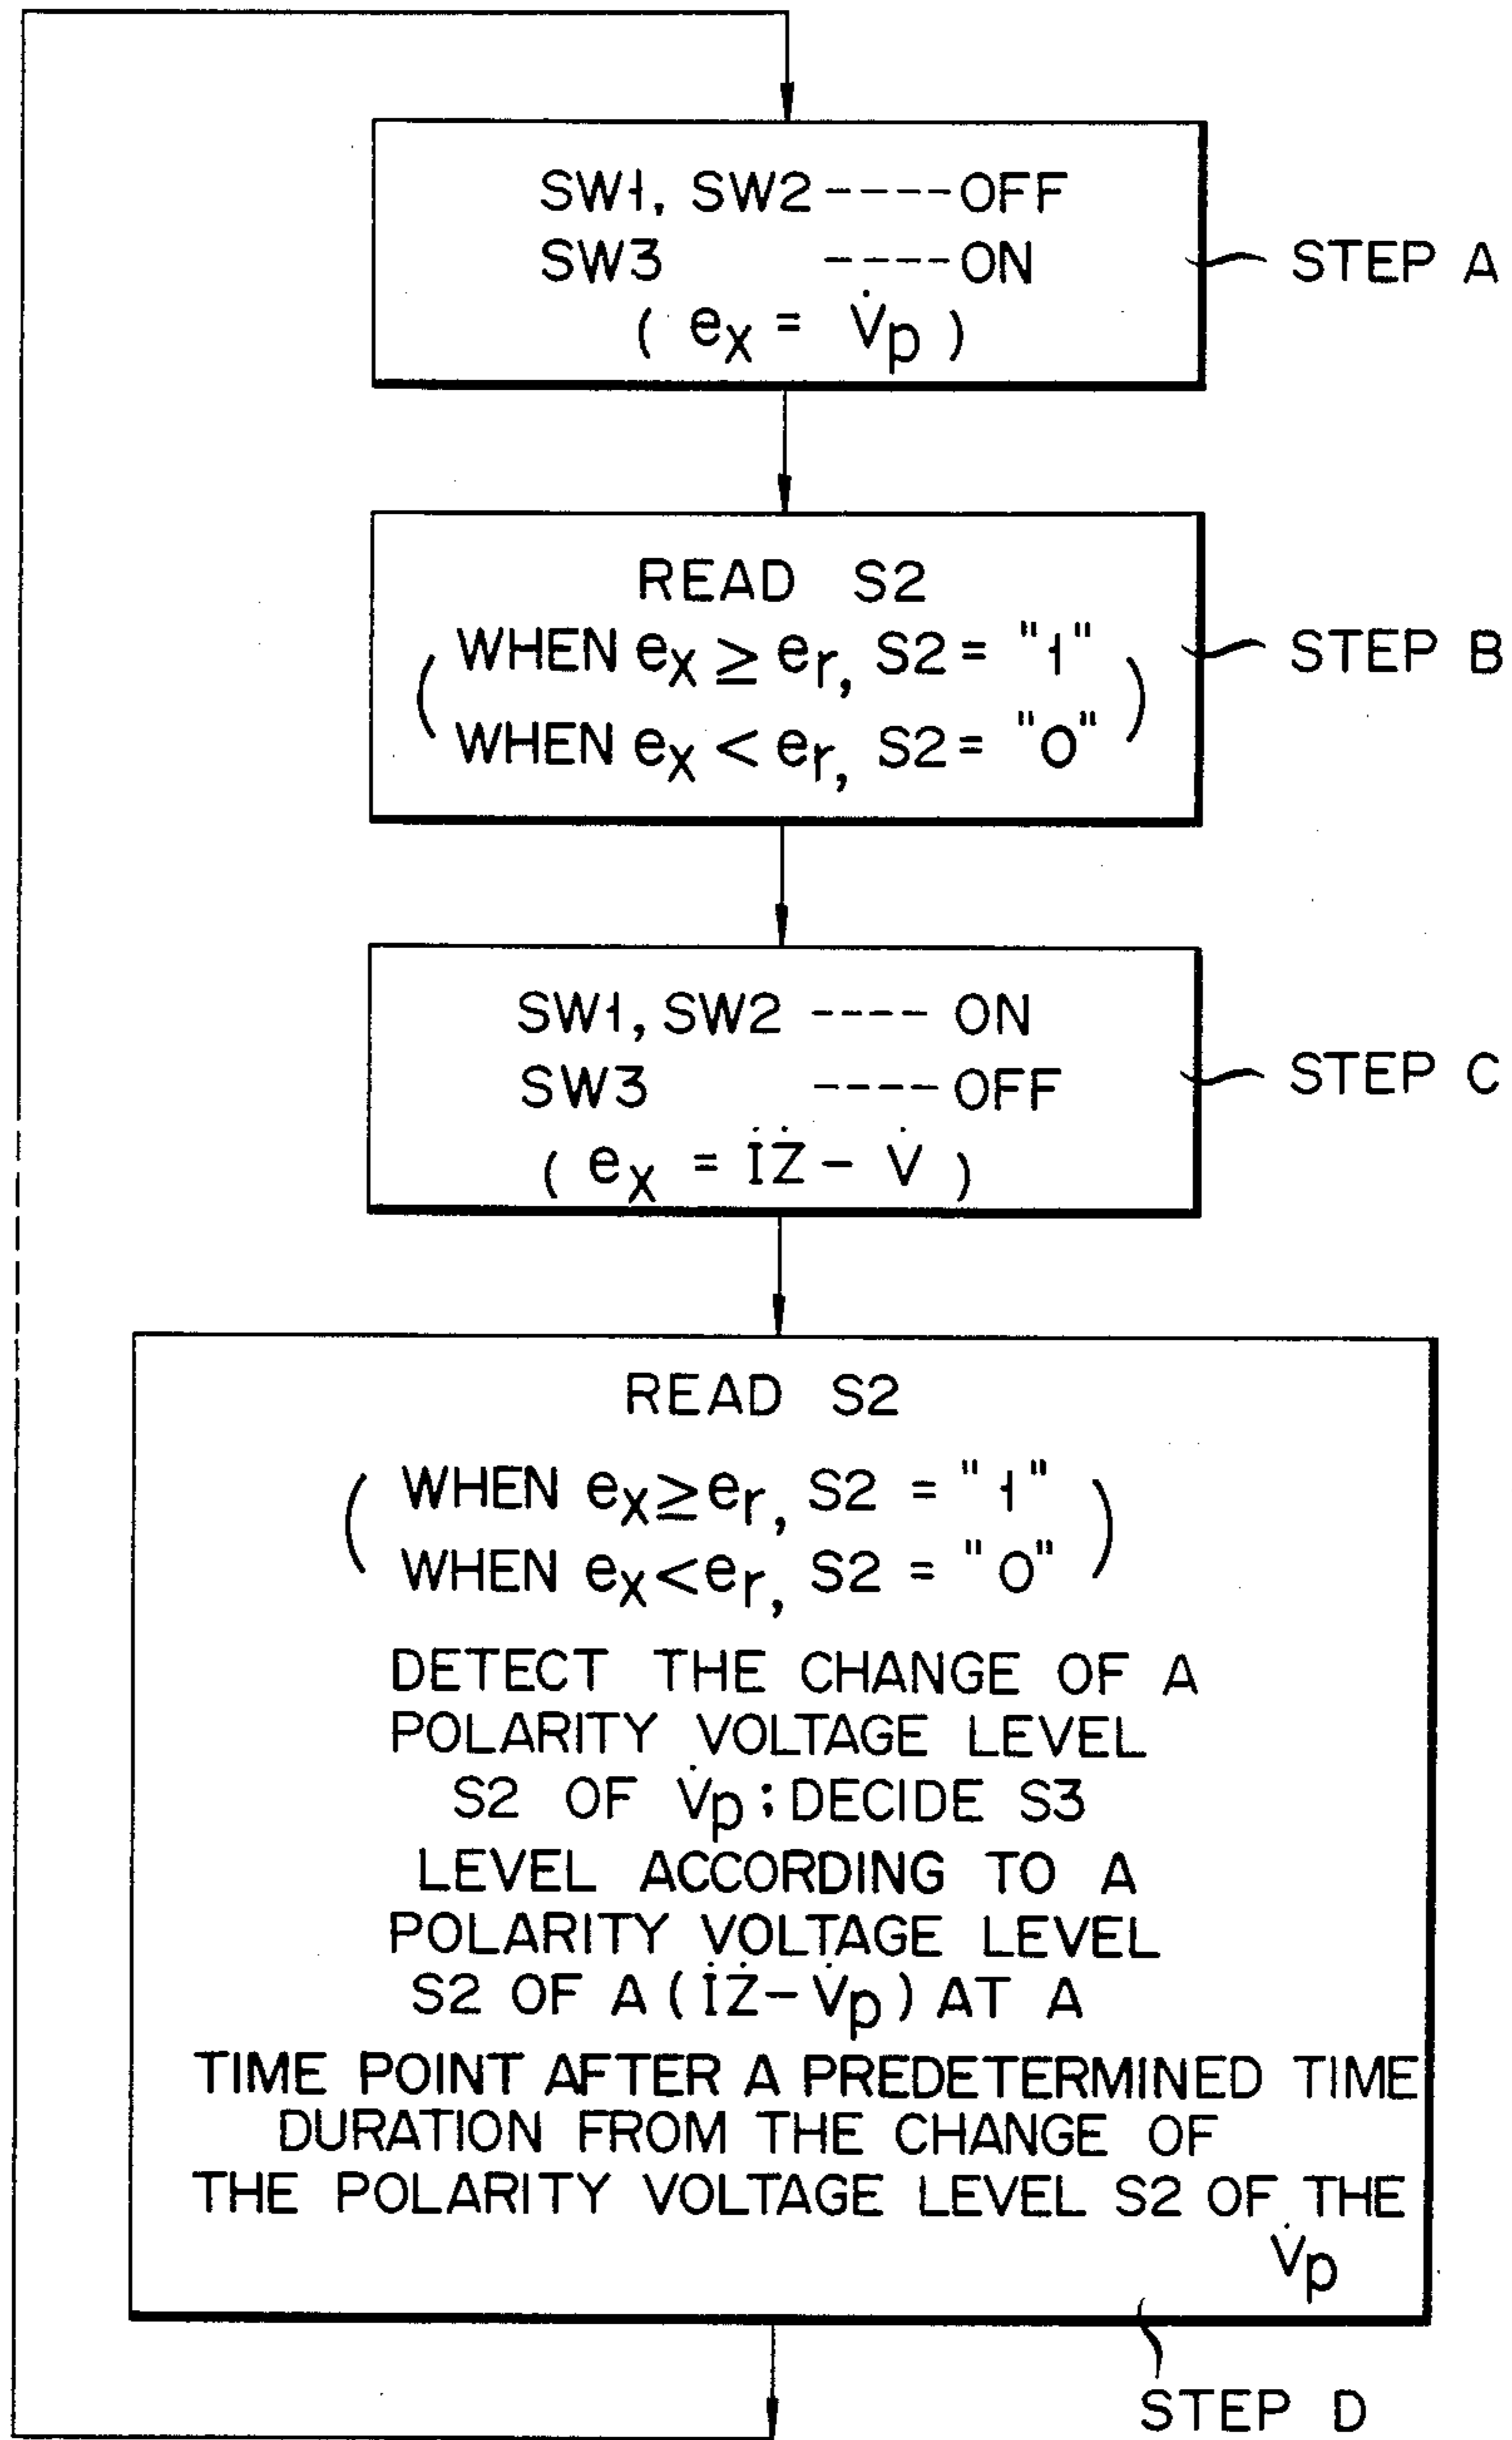 SW1, SW2 ----OFF
SW3 ----ON
( eₓ = V̇p )
STEP A
READ S2
( WHEN eₓ ≥ er, S2 = "1"
WHEN eₓ < er, S2 = "0" )
STEP B
SW1, SW2 ---- ON
SW3 ---- OFF
( eₓ = İŻ - V̇ )
STEP C
READ S2
( WHEN eₓ≥er, S2 = "1"
WHEN eₓ<er, S2 = "0" )
DETECT THE CHANGE OF A
POLARITY VOLTAGE LEVEL
S2 OF V̇p ; DECIDE S3
LEVEL ACCORDING TO A
POLARITY VOLTAGE LEVEL
S2 OF A ( İŻ - V̇p ) AT A
TIME POINT AFTER A PREDETERMINED TIME
DURATION FROM THE CHANGE OF
THE POLARITY VOLTAGE LEVEL S2 OF THE
V̇p
STEP D